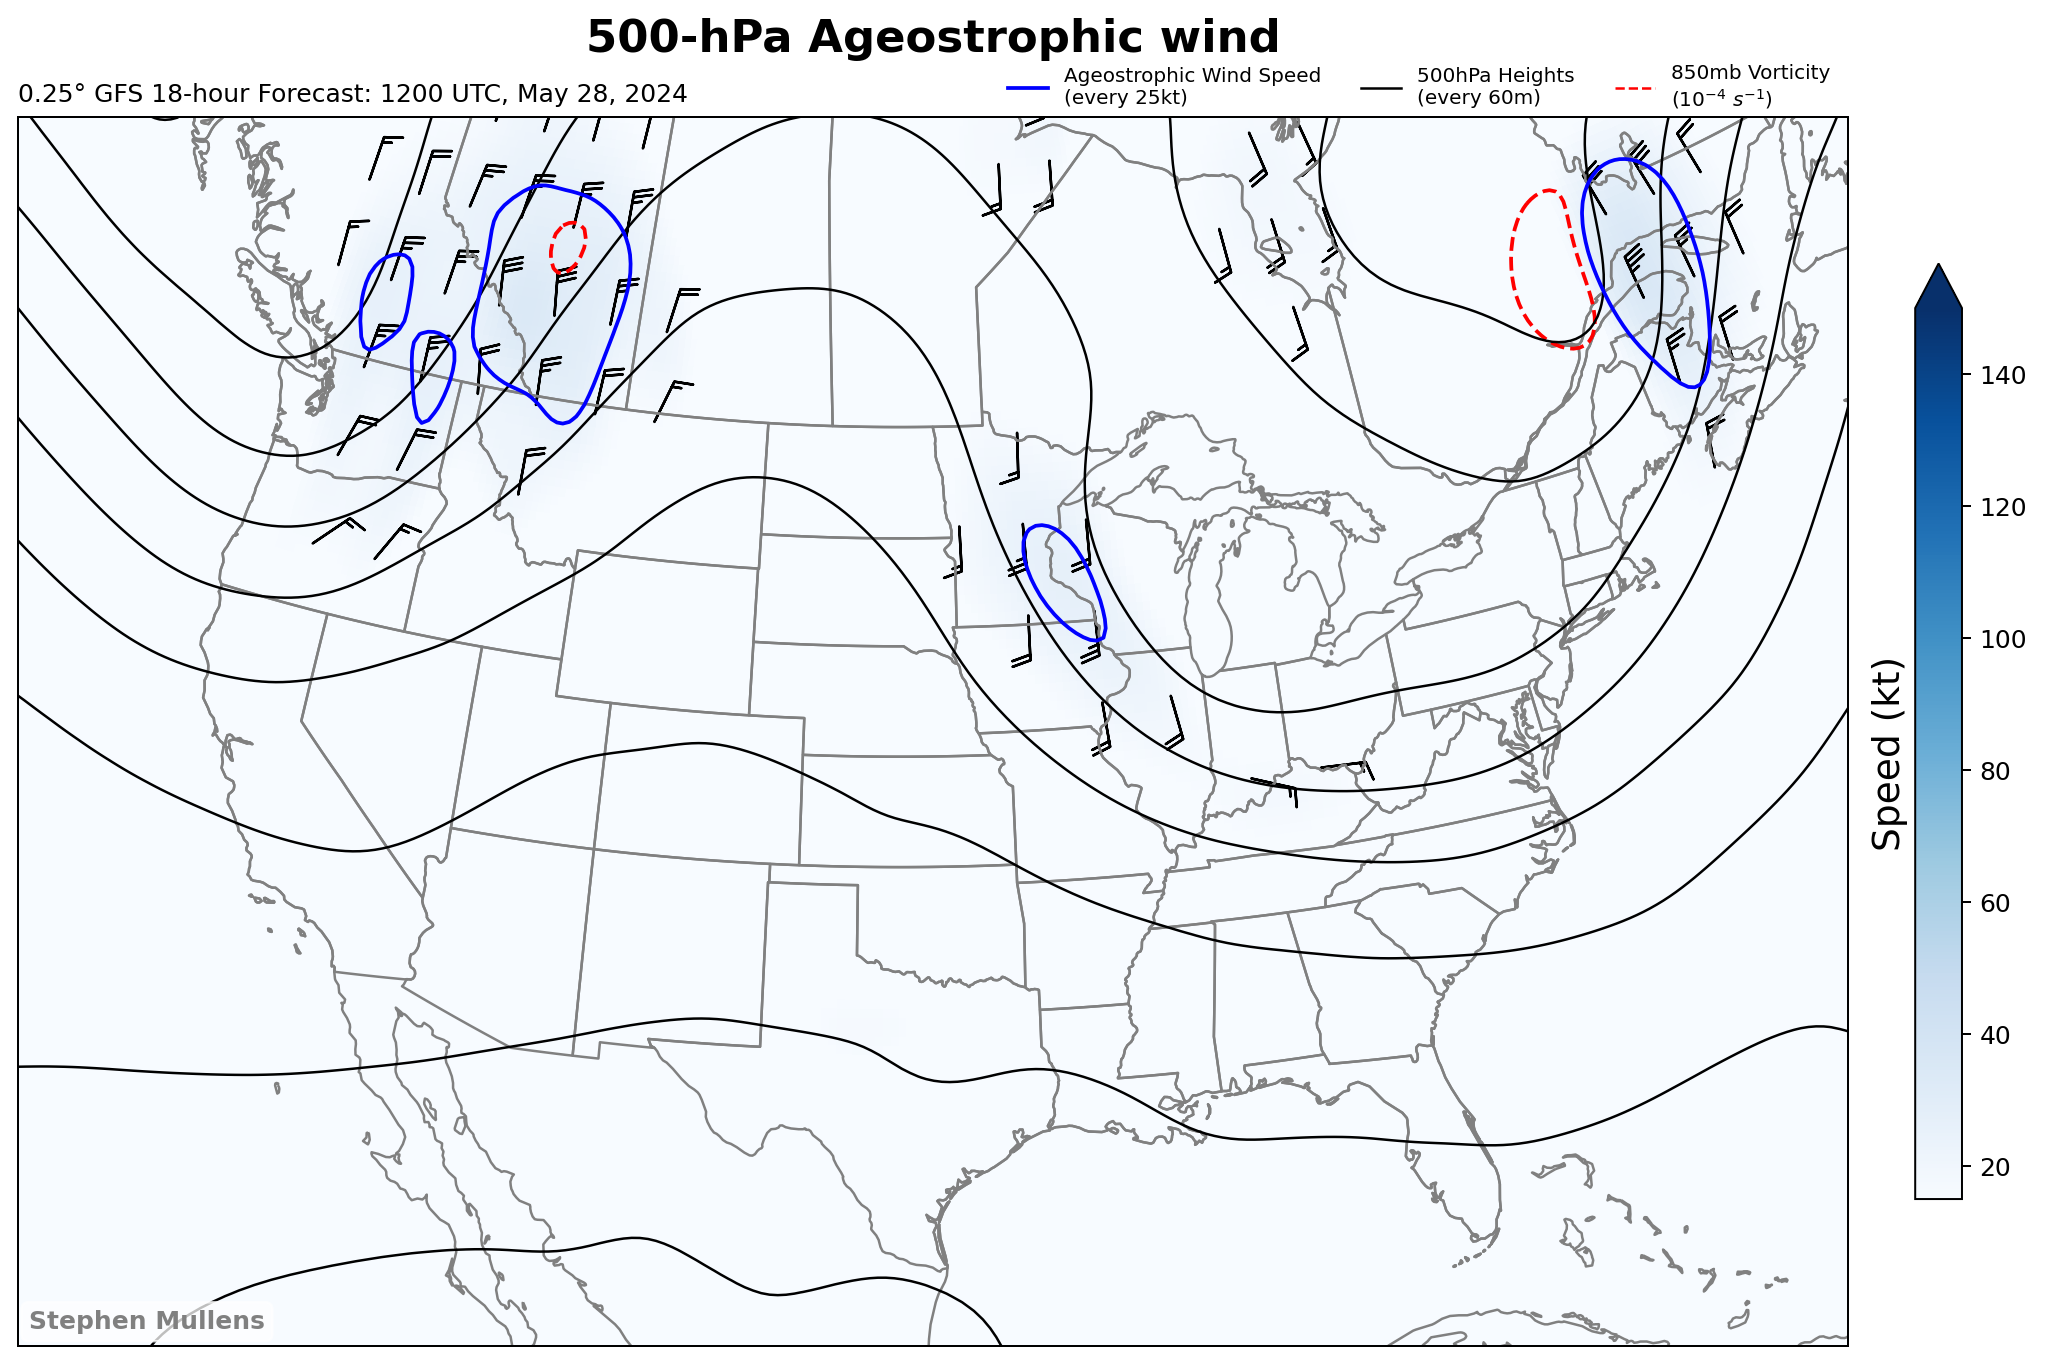 500-hPa Ageostrophic wind
0.25° GFS 18-hour Forecast: 1200 UTC, May 28, 2024
Ageostrophic Wind Speed
(every 25kt)
500hPa Heights
(every 60m)
850mb Vorticity
(10⁻⁴ s⁻¹)
140
120
100
80
60
40
20
Speed (kt)
Stephen Mullens